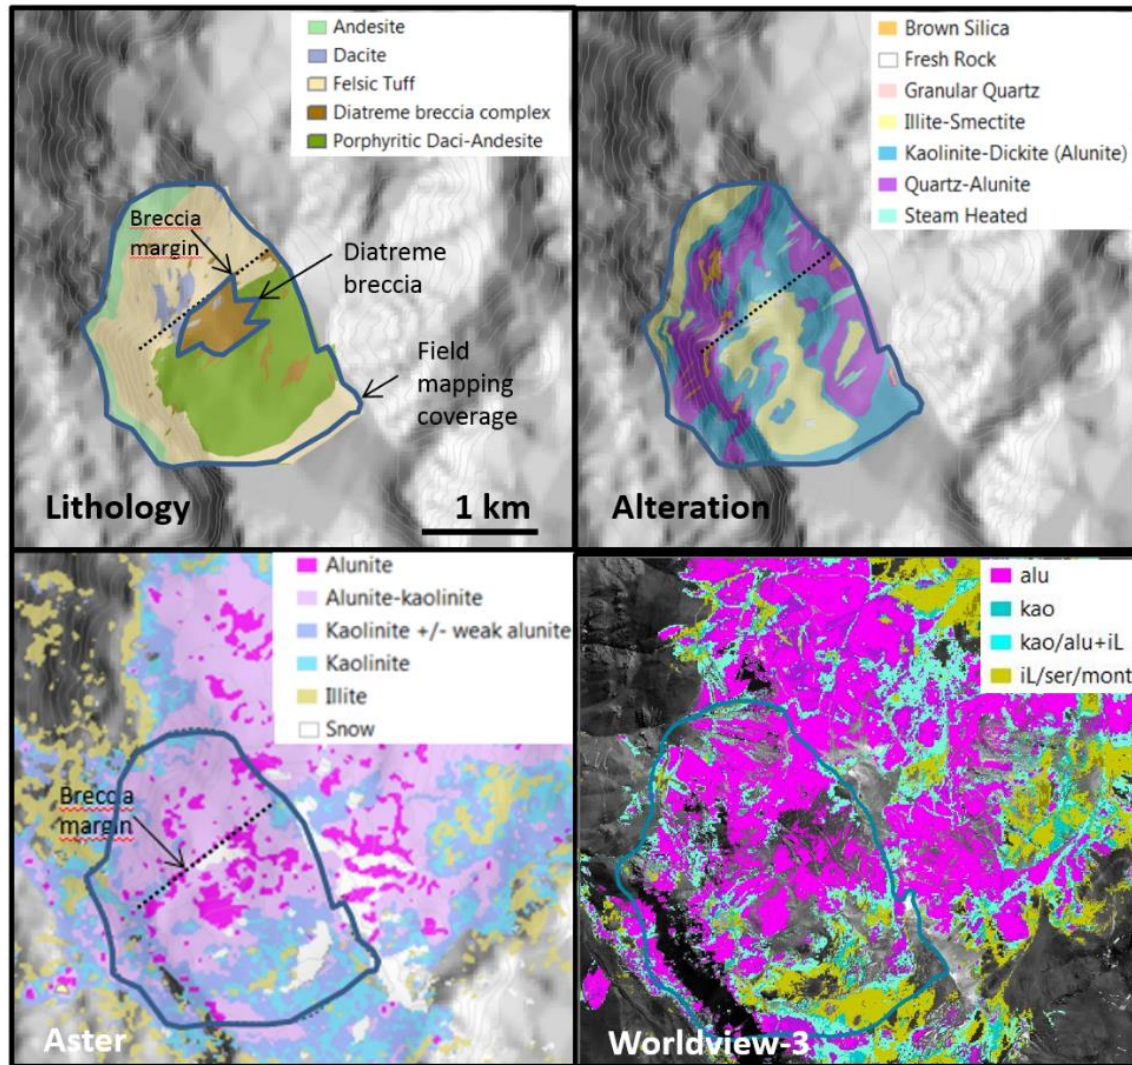 Andesite
Dacite
Felsic Tuff
Diatreme breccia complex
Porphyritic Daci-Andesite
Breccia
margin
Diatreme
breccia
Field
mapping
coverage
Lithology
1 km
Brown Silica
Fresh Rock
Granular Quartz
Illite-Smectite
Kaolinite-Dickite (Alunite)
Quartz-Alunite
Steam Heated
Alteration
Alunite
Alunite-kaolinite
Kaolinite +/- weak alunite
Kaolinite
Illite
Snow
Breccia
margin
Aster
alu
kao
kao/alu+iL
iL/ser/mont
Worldview-3